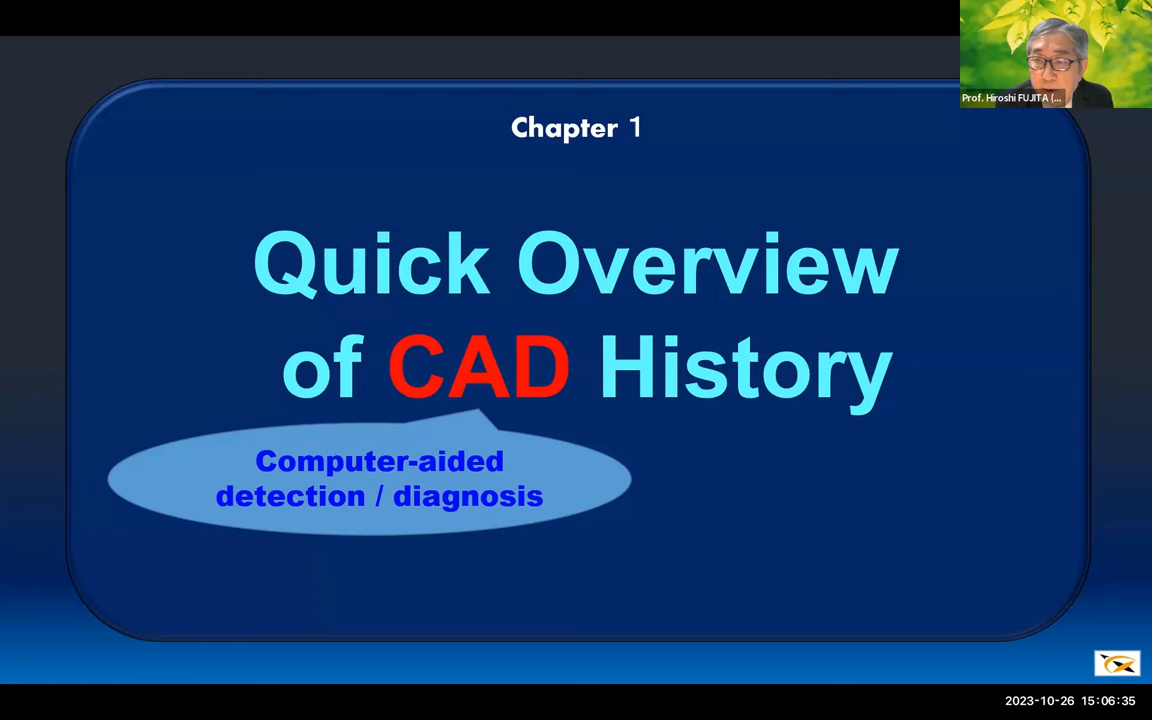 Prof. Hiroshi FUJITA (...
Chapter 1
Quick Overview
of CAD History
Computer-aided
detection / diagnosis
2023-10-26 15:06:35